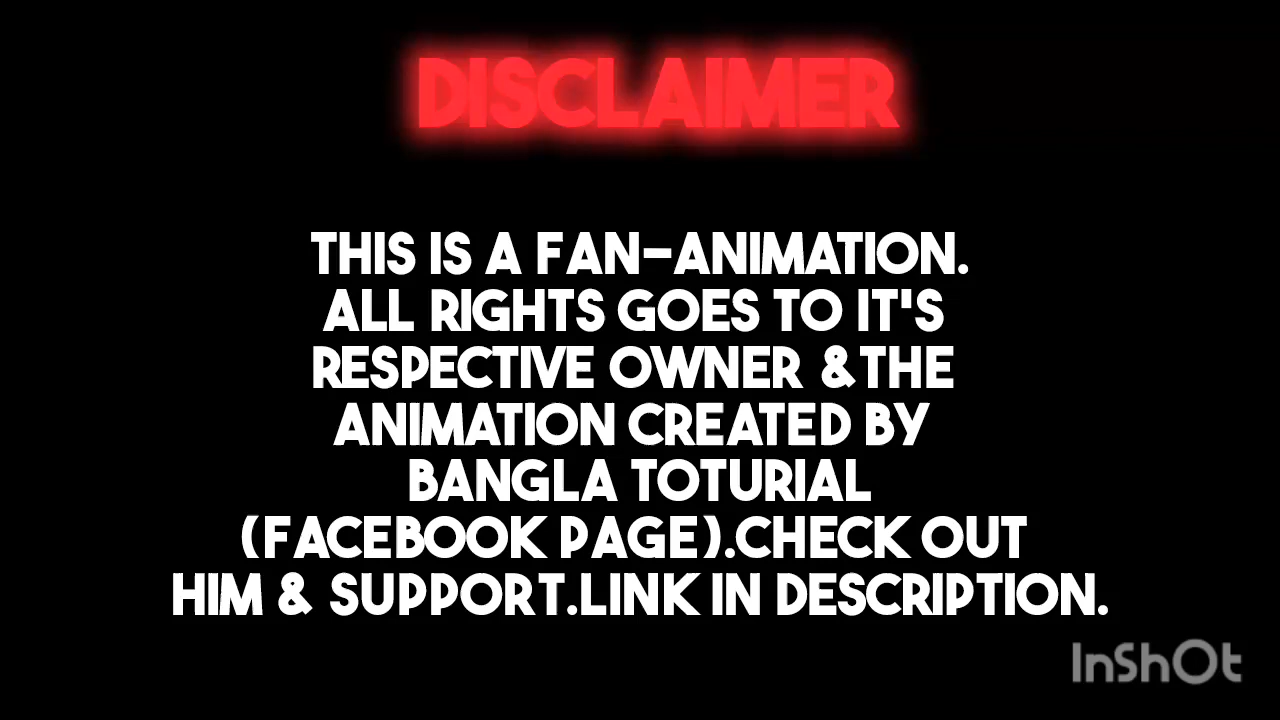 DISCLAIMER
THIS IS A FAN-ANIMATION.
ALL RIGHTS GOES TO IT'S
RESPECTIVE OWNER &THE
ANIMATION CREATED BY
BANGLA TOTURIAL
(FACEBOOK PAGE).CHECK OUT
HIM & SUPPORT.LINK IN DESCRIPTION.
InShOt